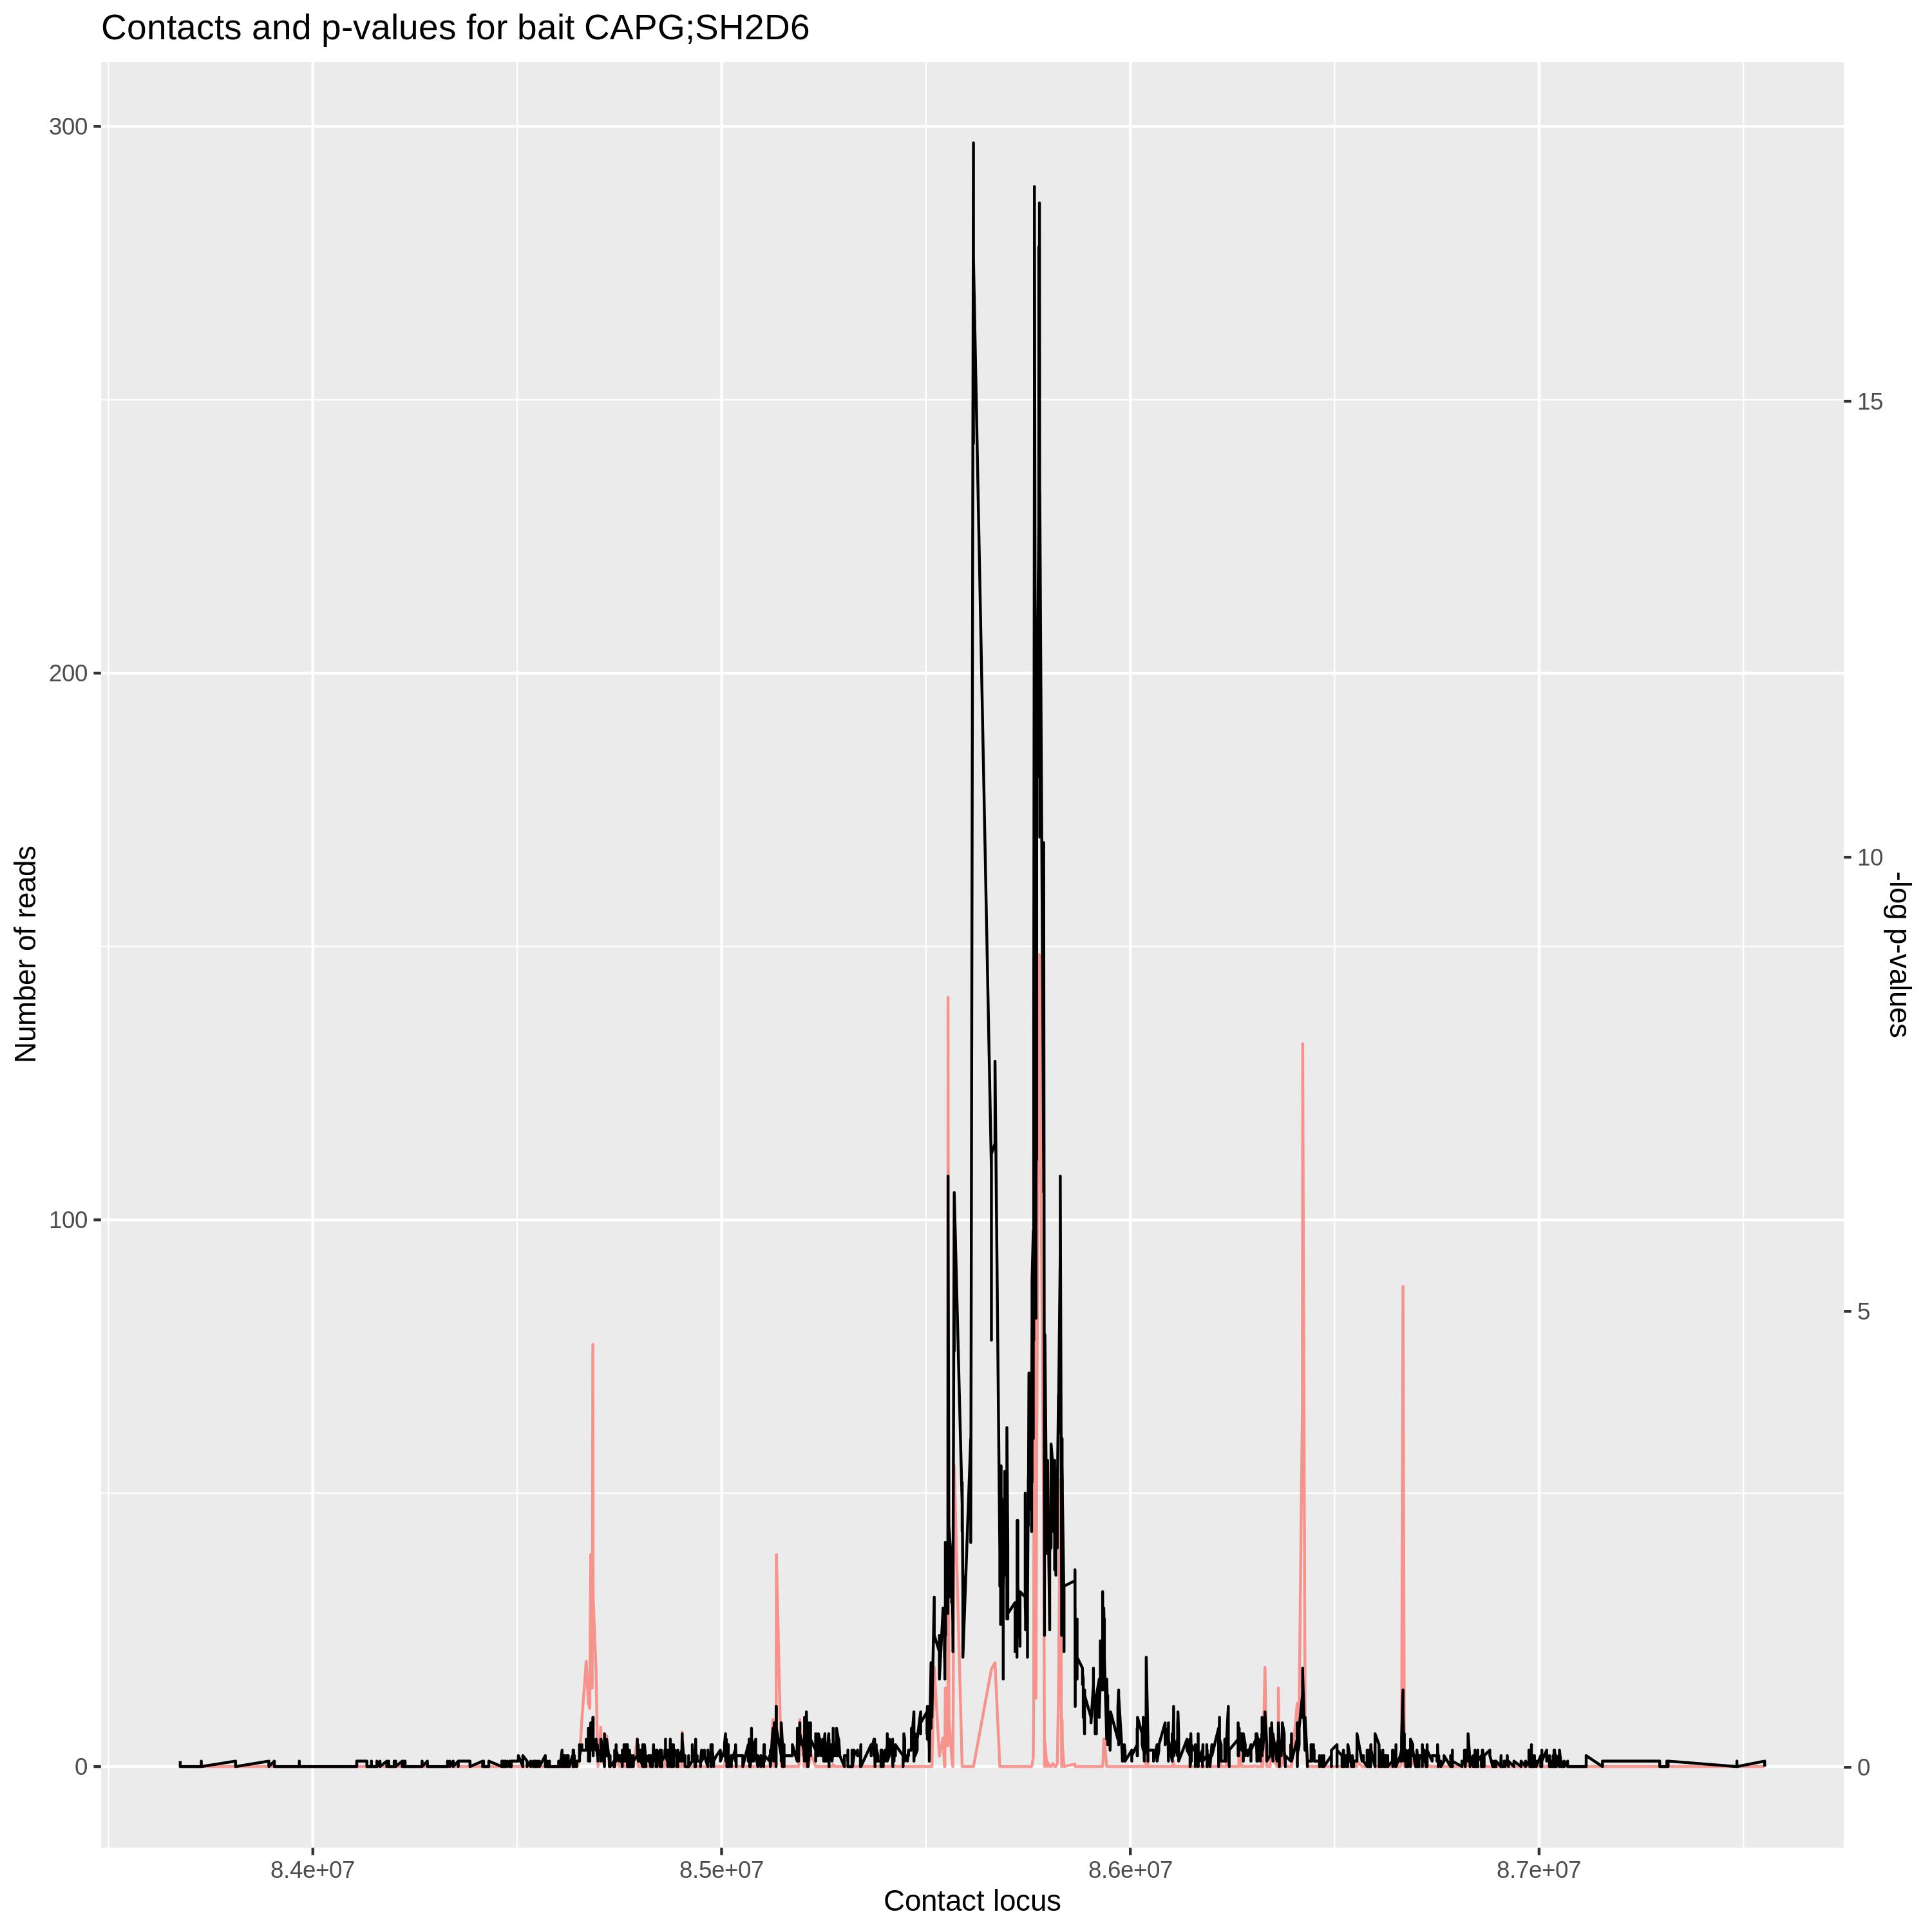 Contacts and p-values for bait CAPG;SH2D6
300
200
100
0
Number of reads
15
10
5
0
-log p-values
8.4e+07 8.5e+07 8.6e+07 8.7e+07
Contact locus